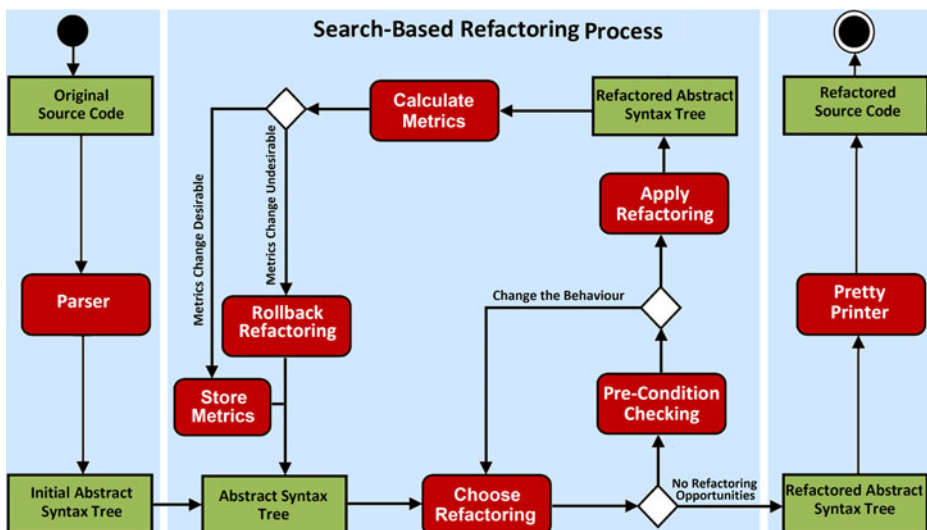 Search-Based Refactoring Process
Original
Source Code
Parser
Initial Abstract
Syntax Tree
Calculate
Metrics
Refactored Abstract
Syntax Tree
Metrics Change Desirable
Metrics Change Undesirable
Apply
Refactoring
Rollback
Refactoring
Change the Behaviour
Store
Metrics
Pre-Condition
Checking
Abstract Syntax
Tree
Choose
Refactoring
No Refactoring
Opportunities
Refactored
Source Code
Pretty
Printer
Refactored Abstract
Syntax Tree